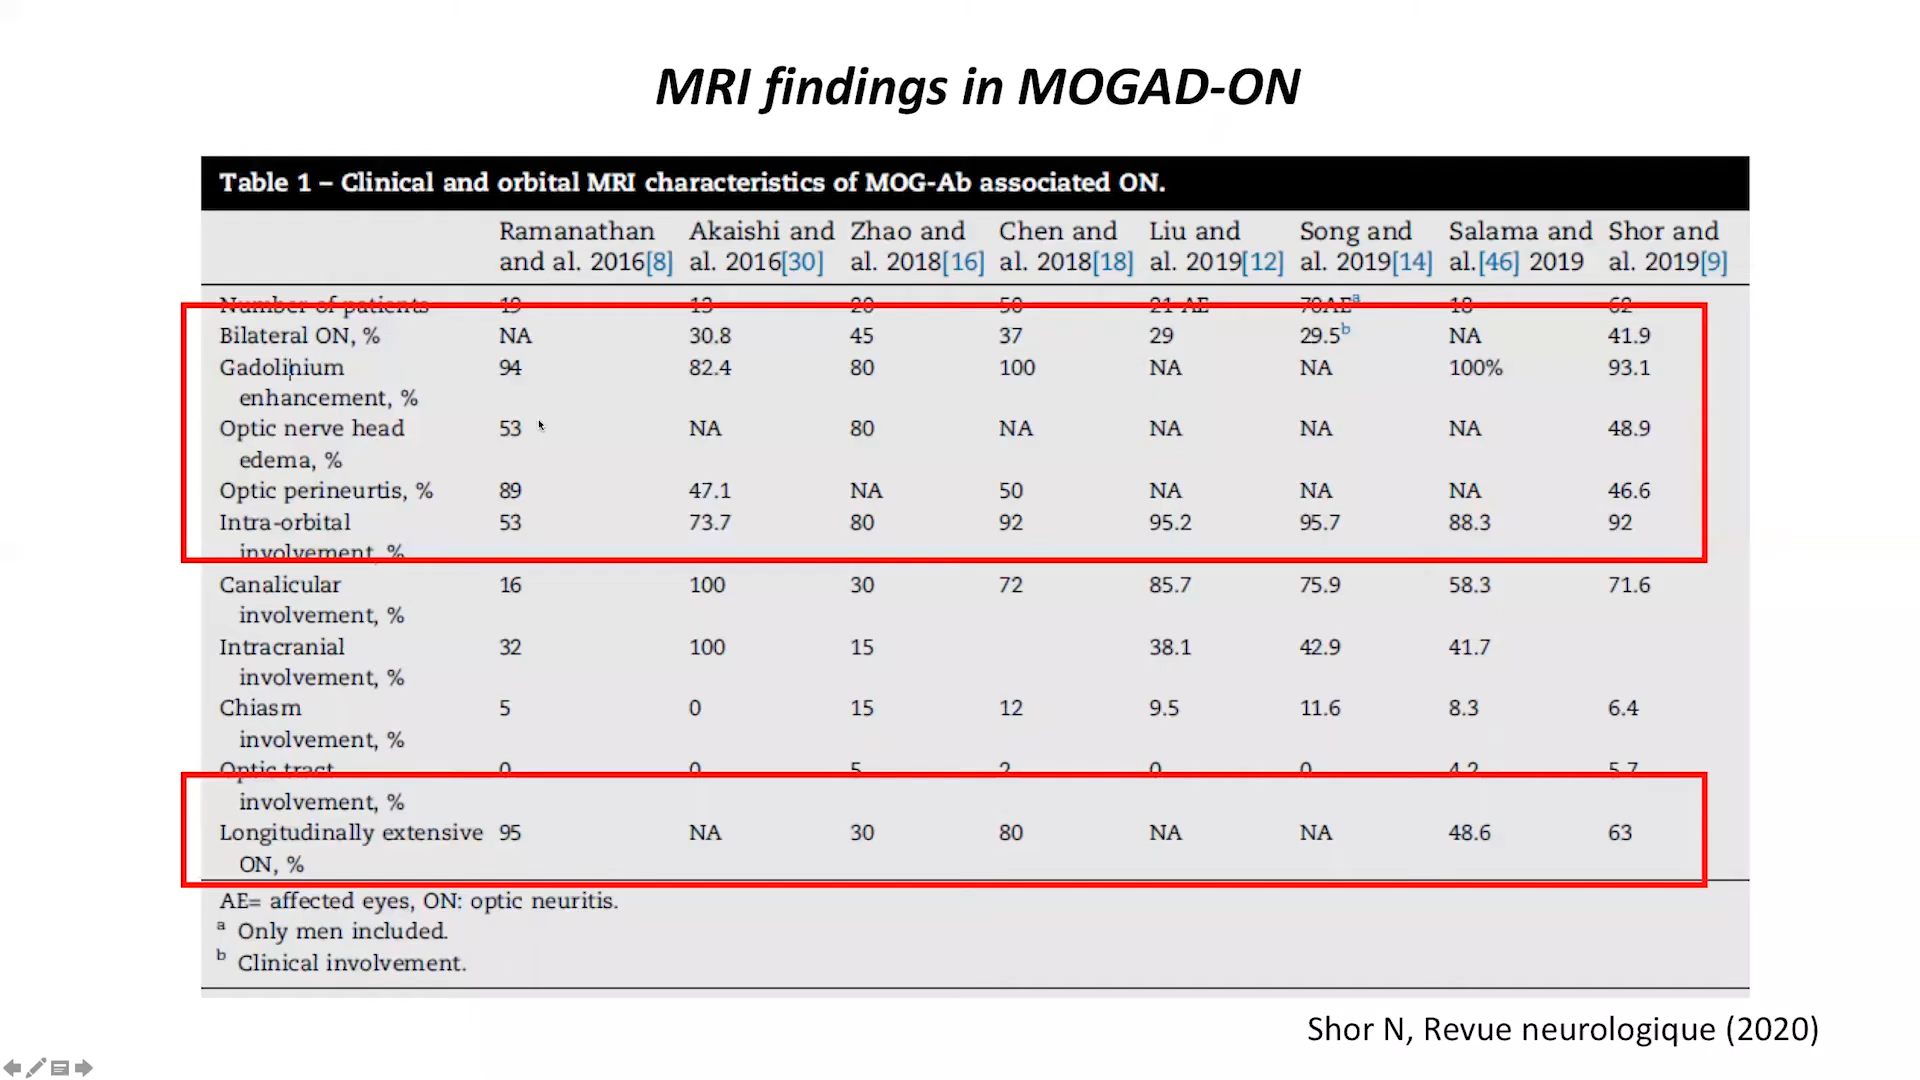 MRI findings in MOGAD-ON
Table 1 – Clinical and orbital MRI characteristics of MOG-Ab associated ON.
Ramanathan Akaishi and Zhao and Chen and Liu and Song and Salama and Shor and
and al. 2016[8] al. 2016[30] al. 2018[16] al. 2018[18] al. 2019[12] al. 2019[14] al.[46] 2019 al. 2019[9]
Number of patients 19 13 20 50 21 AE 70AEᵃ 18 62
Bilateral ON, % NA 30.8 45 37 29 29.5ᵇ NA 41.9
Gadolinium 94 82.4 80 100 NA NA 100% 93.1
enhancement, %
Optic nerve head 53 NA 80 NA NA NA NA 48.9
edema, %
Optic perineurtis, % 89 47.1 NA 50 NA NA NA 46.6
Intra-orbital 53 73.7 80 92 95.2 95.7 88.3 92
involvement, %
Canalicular 16 100 30 72 85.7 75.9 58.3 71.6
involvement, %
Intracranial 32 100 15 38.1 42.9 41.7
involvement, %
Chiasm 5 0 15 12 9.5 11.6 8.3 6.4
involvement, %
Optic tract 0 0 5 2 0 0 4.2 5.7
involvement, %
Longitudinally extensive 95 NA 30 80 NA NA 48.6 63
ON, %
AE= affected eyes, ON: optic neuritis.
ᵃ Only men included.
ᵇ Clinical involvement.
Shor N, Revue neurologique (2020)